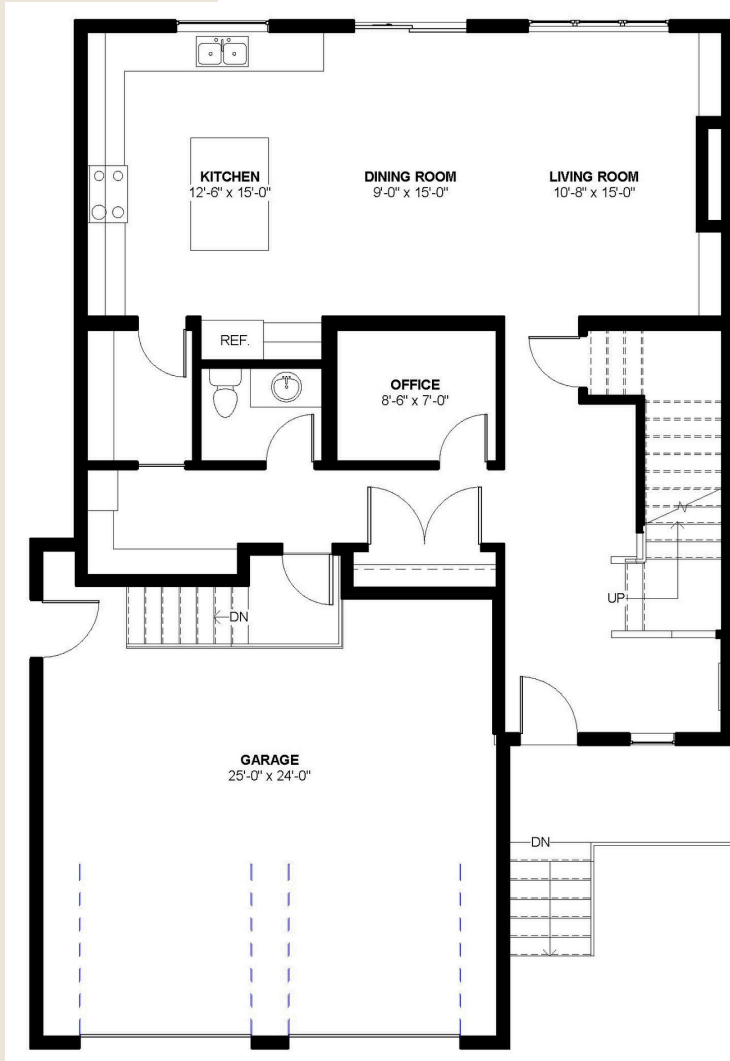 KITCHEN
12'-6" x 15'-0"
DINING ROOM
9'-0" x 15'-0"
LIVING ROOM
10'-8" x 15'-0"
REF.
OFFICE
8'-6" x 7'-0"
UP
DN
GARAGE
25'-0" x 24'-0"
DN